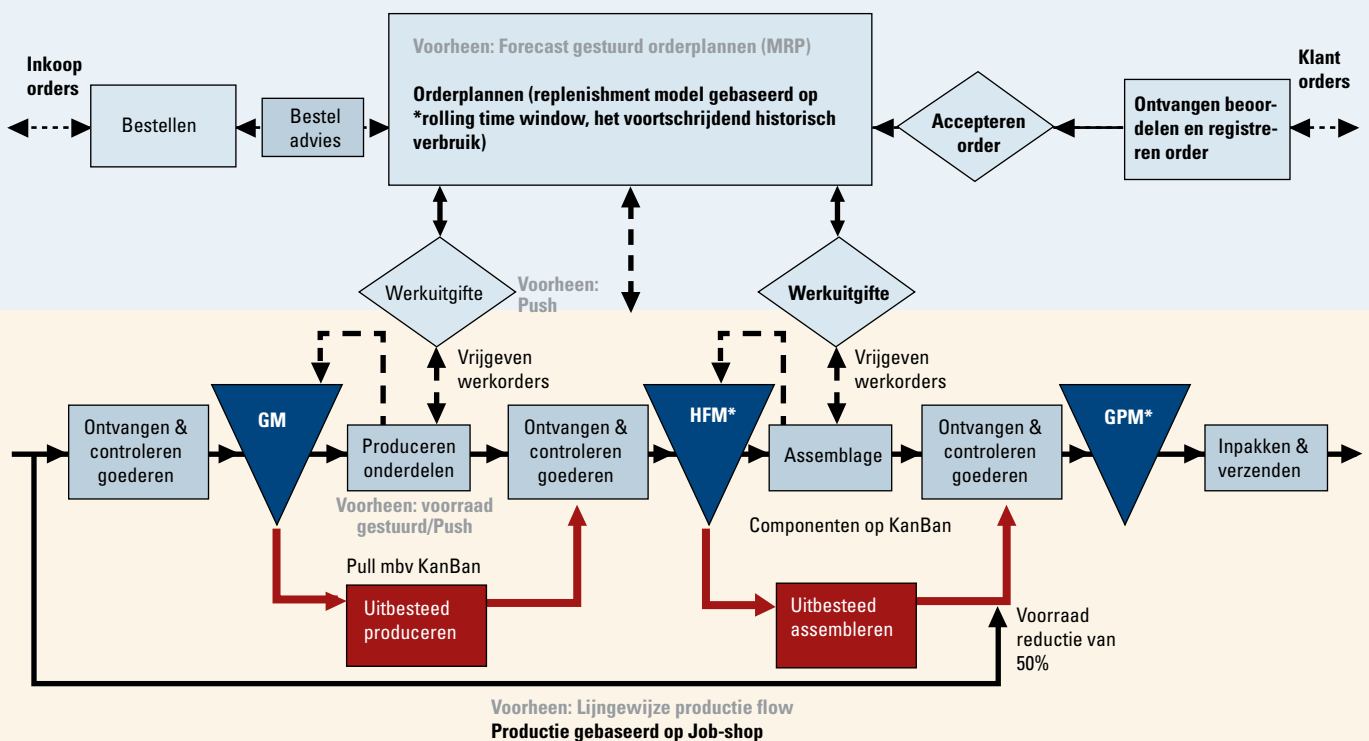 Voorheen: Forecast gestuurd orderplannen (MRP)
Inkoop
orders
Klant
orders
Bestellen
Bestel
advies
Orderplannen (replenishment model gebaseerd op
*rolling time window, het voortschrijdend historisch
verbruik)
Accepteren
order
Ontvangen beoor-
delen en registre-
ren order
Werkuitgifte
Voorheen:
Push
Werkuitgifte
Vrijgeven
werkorders
Vrijgeven
werkorders
Ontvangen &
controleren
goederen
GM
Produceren
onderdelen
Ontvangen &
controleren
goederen
HFM*
Assemblage
Ontvangen &
controleren
goederen
GPM*
Inpakken &
verzenden
Voorheen: voorraad
gestuurd/Push
Componenten op KanBan
Pull mbv KanBan
Uitbesteed
produceren
Uitbesteed
assembleren
Voorraad
reductie van
50%
Voorheen: Lijngewijze productie flow
Productie gebaseerd op Job-shop